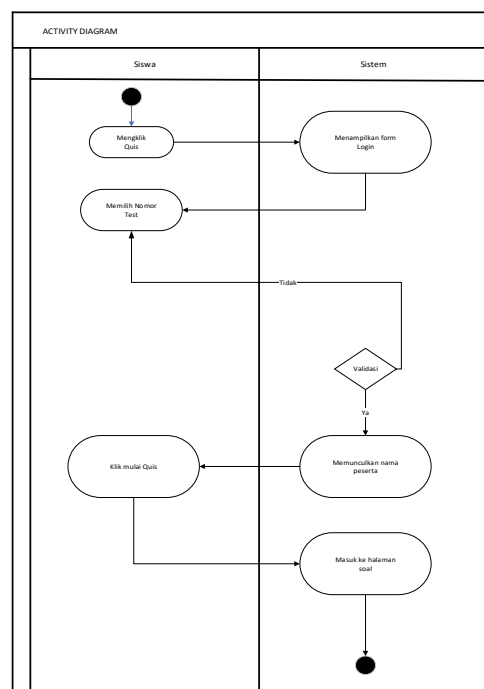 ACTIVITY DIAGRAM
Siswa
Sistem
Mengklik
Quis
Menampilkan form
Login
Memilih Nomor
Test
Tidak
Validasi
Ya
Klik mulai Quis
Memunculkan nama
peserta
Masuk ke halaman
soal